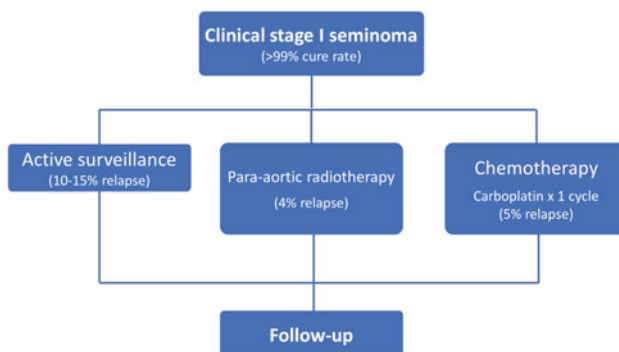 Clinical stage I seminoma
(>99% cure rate)
Active surveillance
(10-15% relapse)
Para-aortic radiotherapy
(4% relapse)
Chemotherapy
Carboplatin x 1 cycle
(5% relapse)
Follow-up